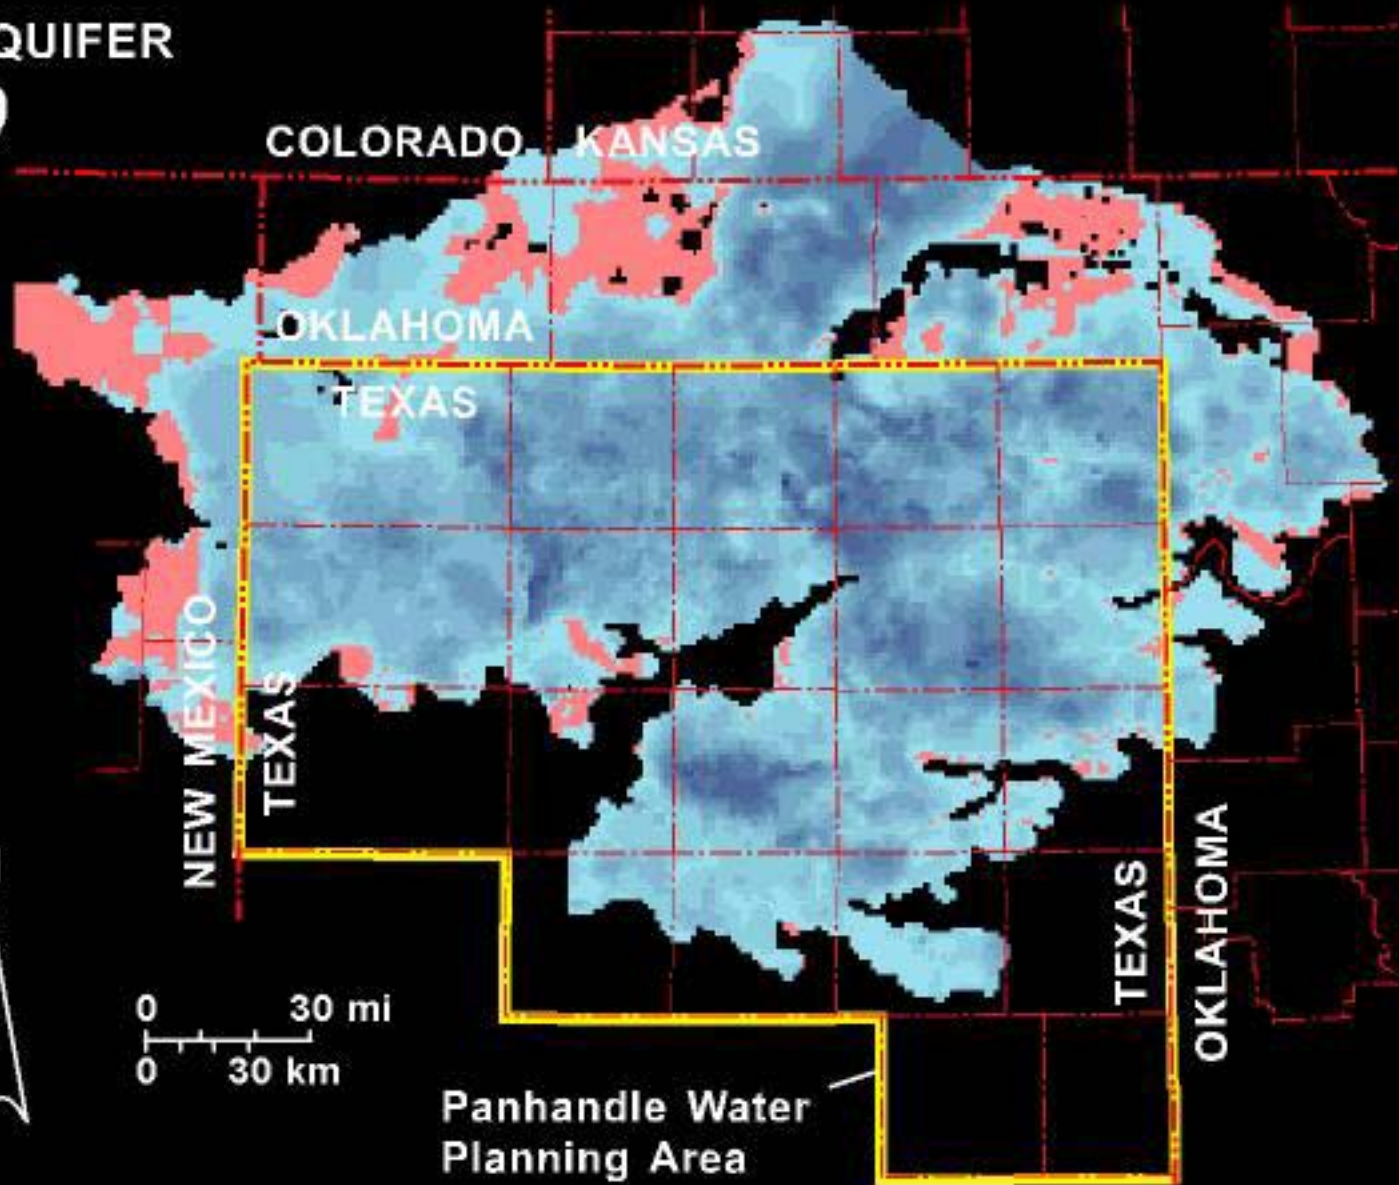 QUIFER
COLORADO KANSAS
OKLAHOMA
TEXAS
NEW MEXICO
TEXAS
TEXAS
OKLAHOMA
0 30 mi
0 30 km
Panhandle Water
Planning Area